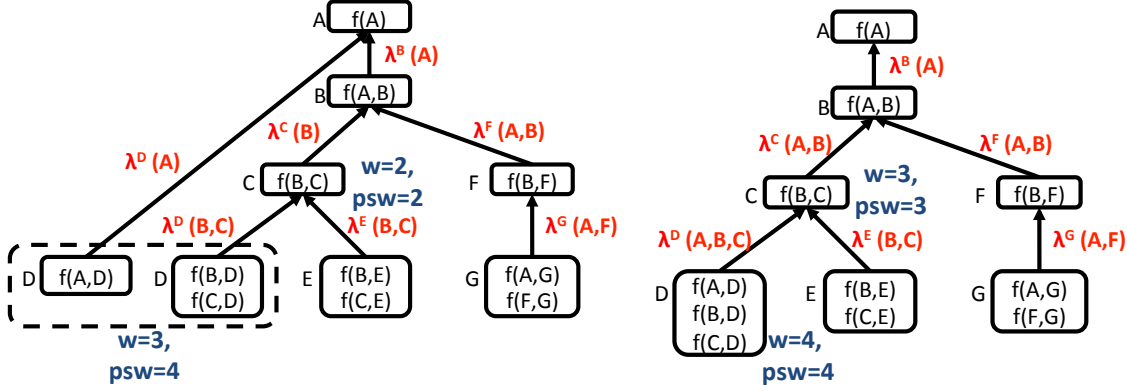 A f(A)
λᴮ (A)
B f(A,B)
λᴰ (A)
λᶜ (B)
λF (A,B)
C f(B,C)
w=2,
psw=2
F f(B,F)
λᴰ (B,C)
λᴱ (B,C)
λᴳ (A,F)
D f(A,D)
D f(B,D)
f(C,D)
E f(B,E)
f(C,E)
G f(A,G)
f(F,G)
w=3,
psw=4
A f(A)
λᴮ (A)
B f(A,B)
λᶜ (A,B)
λF (A,B)
C f(B,C)
w=3,
psw=3
F f(B,F)
λᴰ (A,B,C)
λᴱ (B,C)
λᴳ (A,F)
D f(A,D)
f(B,D)
f(C,D)
E f(B,E)
f(C,E)
G f(A,G)
f(F,G)
w=4,
psw=4